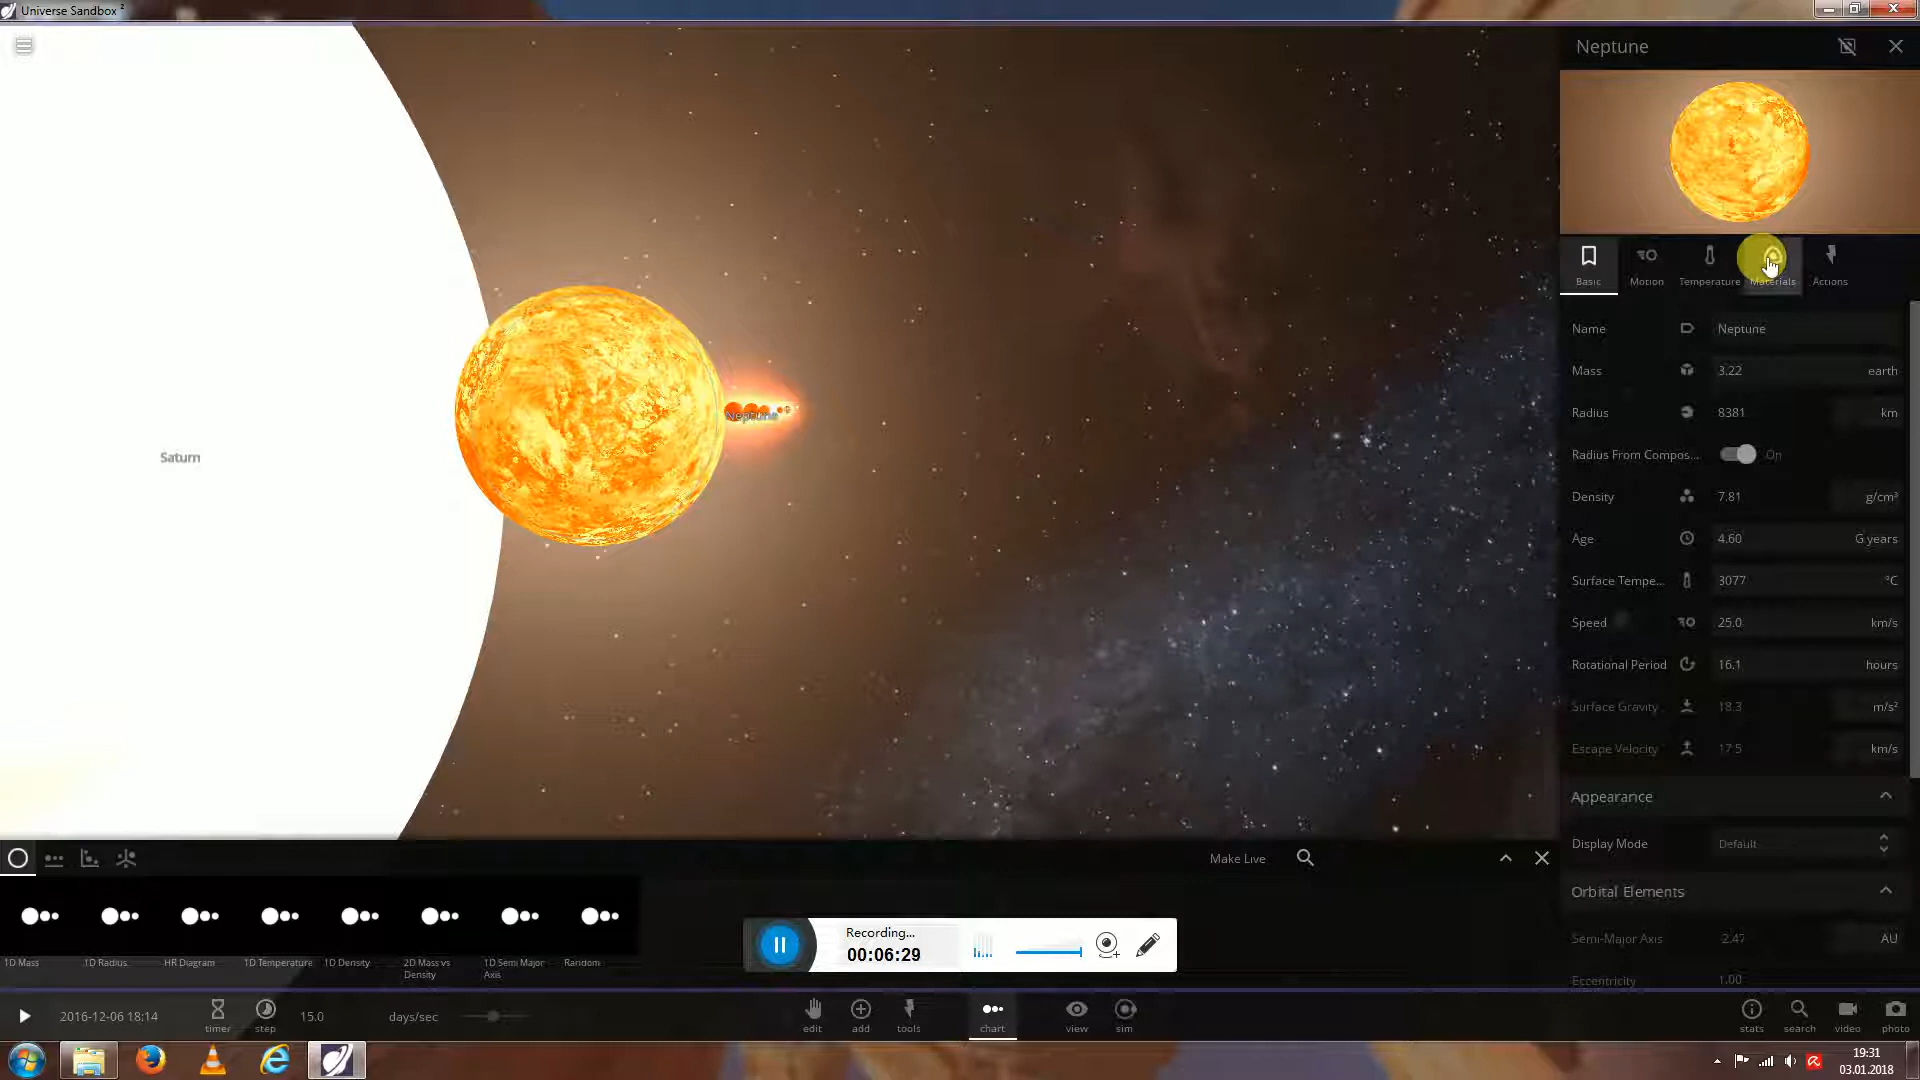 Universe Sandbox ²
Neptune
Saturn
Neptune
Basic
Motion
Temperature
Materials
Actions
Name Neptune
Mass 3.22 earth
Radius 8381 km
Radius From Compos... On
Density 7.81 g/cm³
Age 4.60 G years
Surface Tempe... 3077 °C
Speed 25.0 km/s
Rotational Period 16.1 hours
Surface Gravity 18.3 m/s²
Escape Velocity 17.5 km/s
Appearance
Display Mode Default
Orbital Elements
Semi-Major Axis -2.47 AU
Eccentricity 1.00
Make Live
1D Mass
1D Radius
HR Diagram
1D Temperature
1D Density
2D Mass vs
Density
1D Semi Major
Axis
Random
Recording...
00:06:29
2016-12-06 18:14
timer
step
15.0 days/sec
edit
add
tools
chart
view
sim
stats
search
video
photo
19:31
03.01.2018